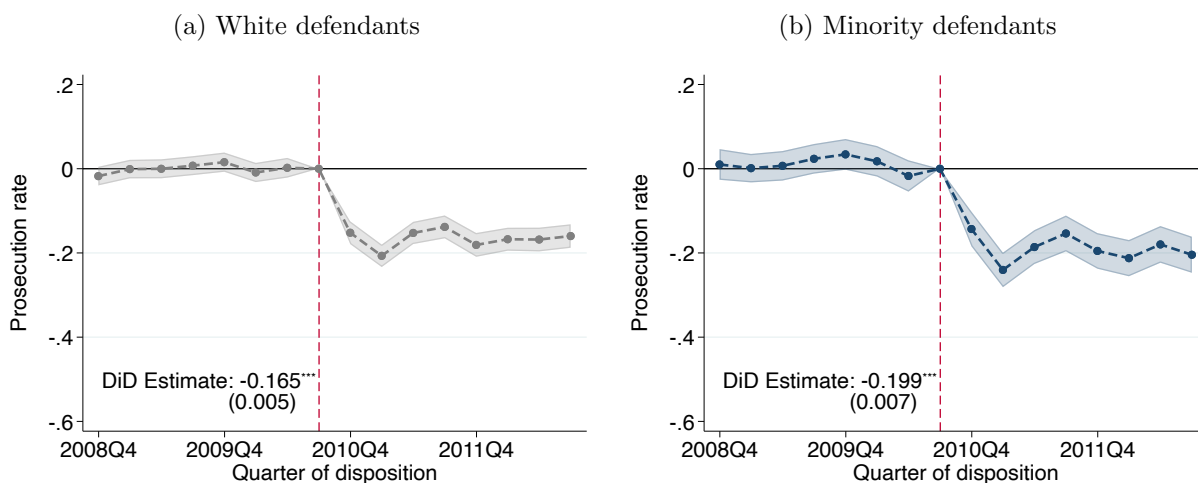 (a) White defendants
.2
0
-.2
-.4
-.6
Prosecution rate
DiD Estimate: -0.165***
(0.005)
2008Q4 2009Q4 2010Q4 2011Q4
Quarter of disposition
(b) Minority defendants
.2
0
-.2
-.4
-.6
Prosecution rate
DiD Estimate: -0.199***
(0.007)
2008Q4 2009Q4 2010Q4 2011Q4
Quarter of disposition